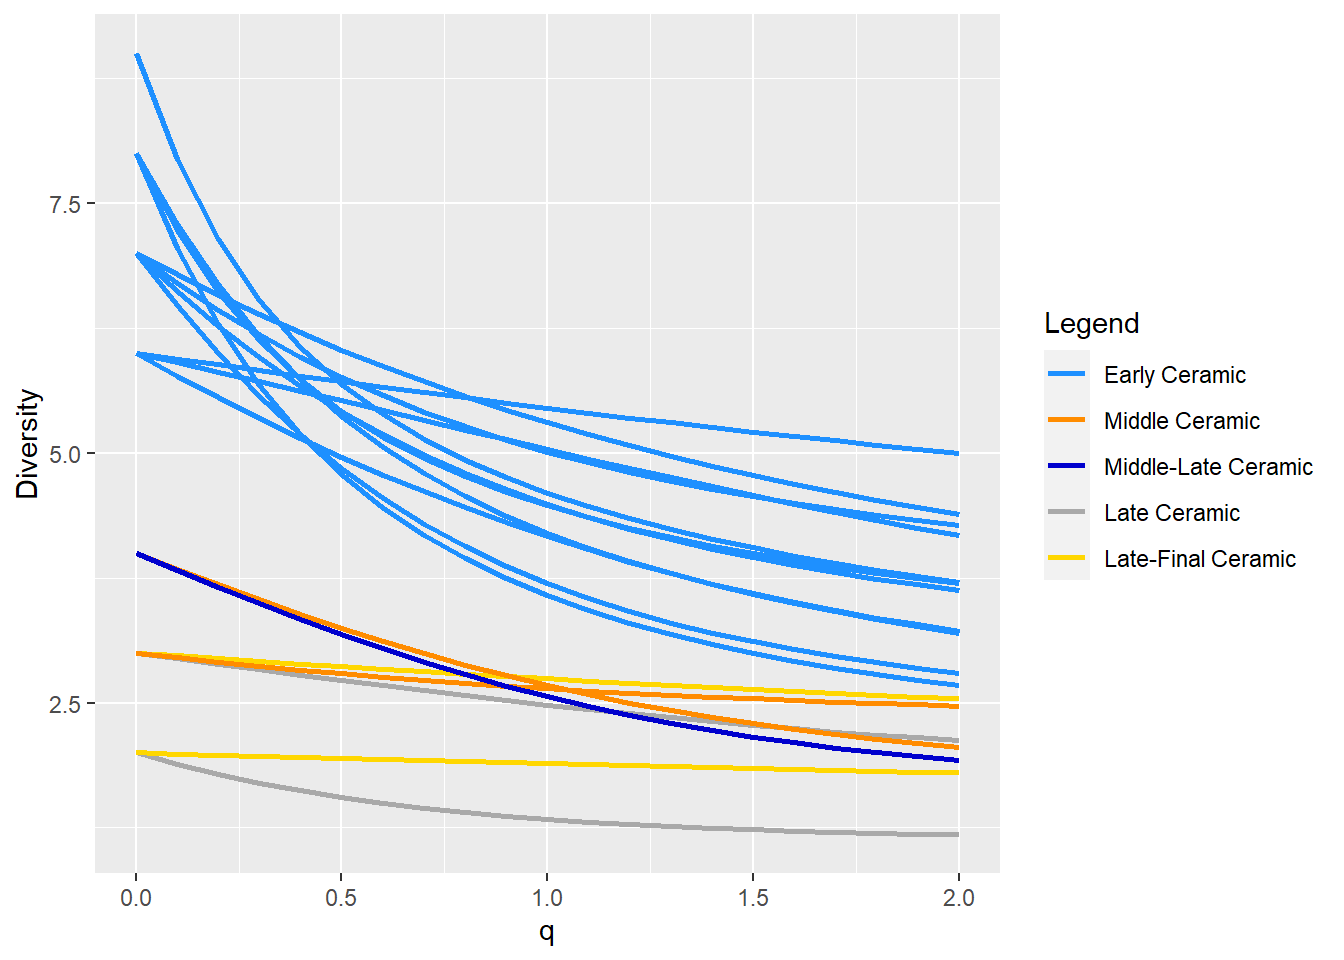 Diversity
7.5
5.0
2.5
0.0 0.5 1.0 1.5 2.0
q
Legend
Early Ceramic
Middle Ceramic
Middle-Late Ceramic
Late Ceramic
Late-Final Ceramic